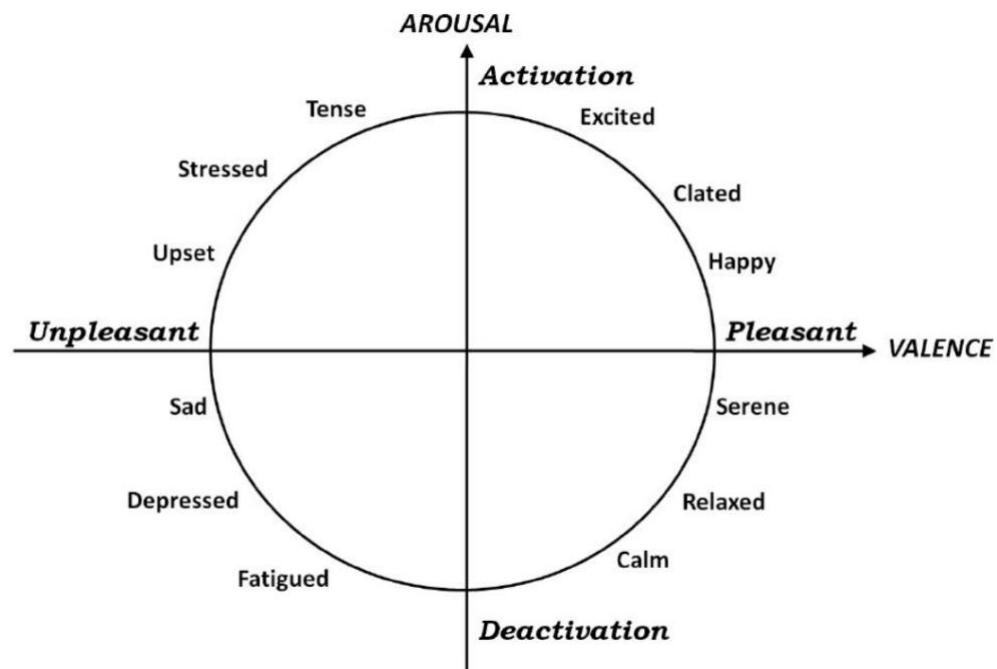 AROUSAL
Activation
Tense
Excited
Stressed
Clated
Upset
Happy
Unpleasant
Pleasant
VALENCE
Sad
Serene
Depressed
Relaxed
Calm
Fatigued
Deactivation